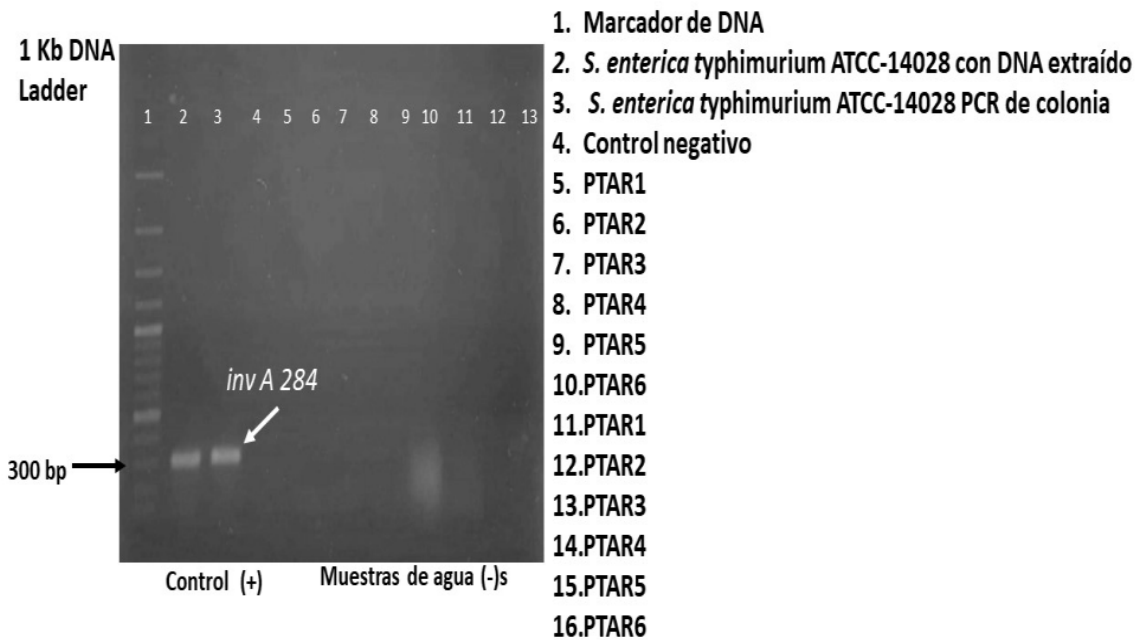 1 Kb DNA
Ladder
1 2 3 4 5 6 7 8 9 10 11 12 13
inv A 284
300 bp
Control (+)
Muestras de agua (-)s
1. Marcador de DNA
2. S. enterica typhimurium ATCC-14028 con DNA extraído
3. S. enterica typhimurium ATCC-14028 PCR de colonia
4. Control negativo
5. PTAR1
6. PTAR2
7. PTAR3
8. PTAR4
9. PTAR5
10.PTAR6
11.PTAR1
12.PTAR2
13.PTAR3
14.PTAR4
15.PTAR5
16.PTAR6